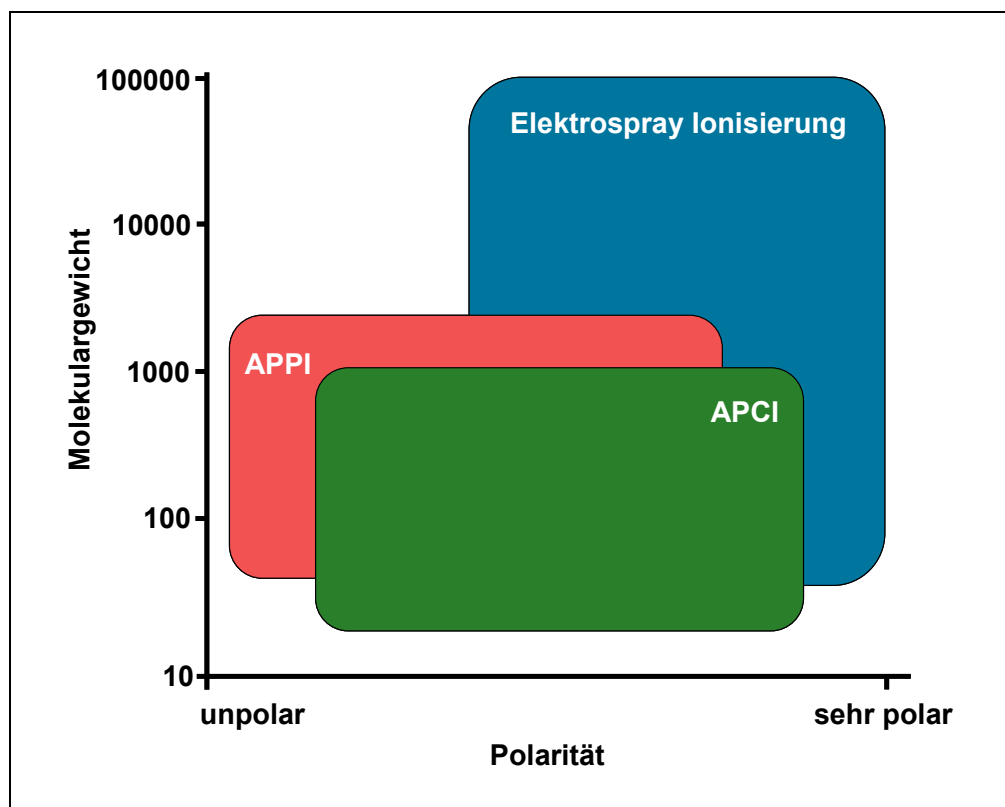 100000
Elektrospray Ionisierung
10000
Molekulargewicht
APPI
1000
APCI
100
10
unpolar
sehr polar
Polarität